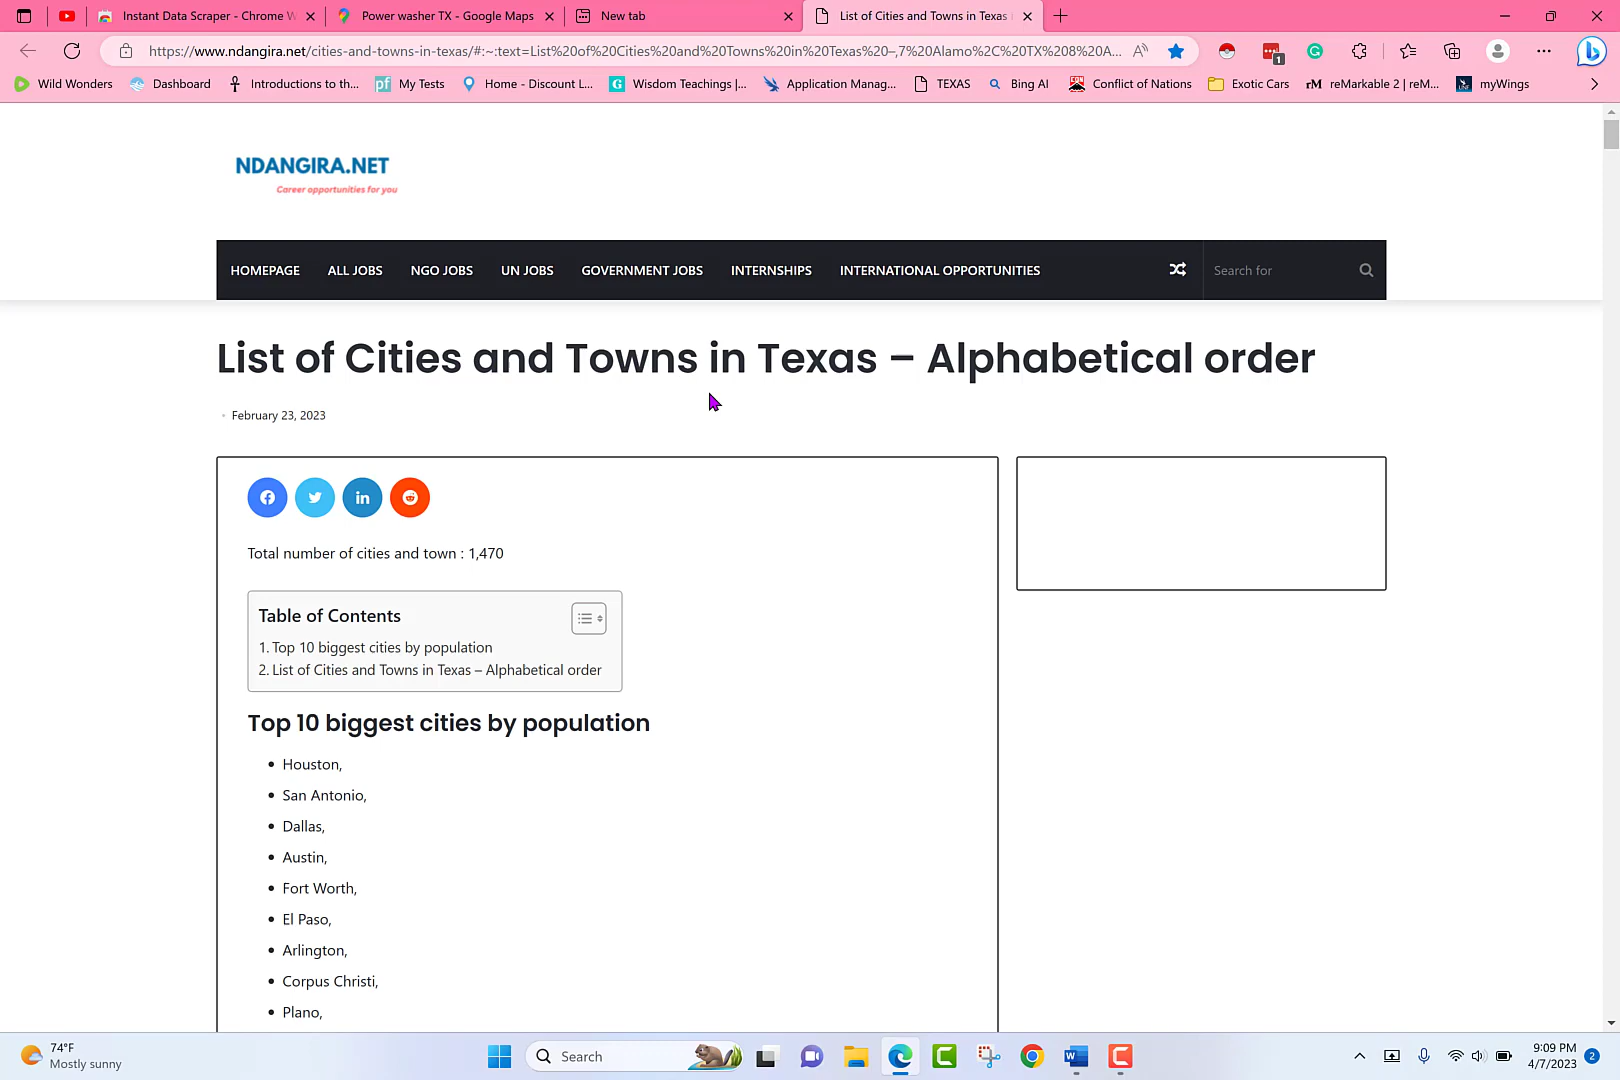 Instant Data Scraper - Chrome W
Power washer TX - Google Maps
New tab
List of Cities and Towns in Texas
https://www.ndangira.net/cities-and-towns-in-texas/#:~:text=List%20of%20Cities%20and%20Towns%20in%20Texas%20–,7%20Alamo%2C%20TX%208%20A...
1
Wild Wonders
Dashboard
Introductions to th...
pf My Tests
Home - Discount L...
G Wisdom Teachings |...
Application Manag...
TEXAS
Bing AI
Conflict of Nations
Exotic Cars
rM reMarkable 2 | reM...
myWings
NDANGIRA.NET
Career opportunities for you
HOMEPAGE
ALL JOBS
NGO JOBS
UN JOBS
GOVERNMENT JOBS
INTERNSHIPS
INTERNATIONAL OPPORTUNITIES
Search for
List of Cities and Towns in Texas – Alphabetical order
February 23, 2023
in
Total number of cities and town : 1,470
Table of Contents
1. Top 10 biggest cities by population
2. List of Cities and Towns in Texas – Alphabetical order
Top 10 biggest cities by population
• Houston,
• San Antonio,
• Dallas,
• Austin,
• Fort Worth,
• El Paso,
• Arlington,
• Corpus Christi,
• Plano,
74°F
Mostly sunny
Search
9:09 PM
4/7/2023
2